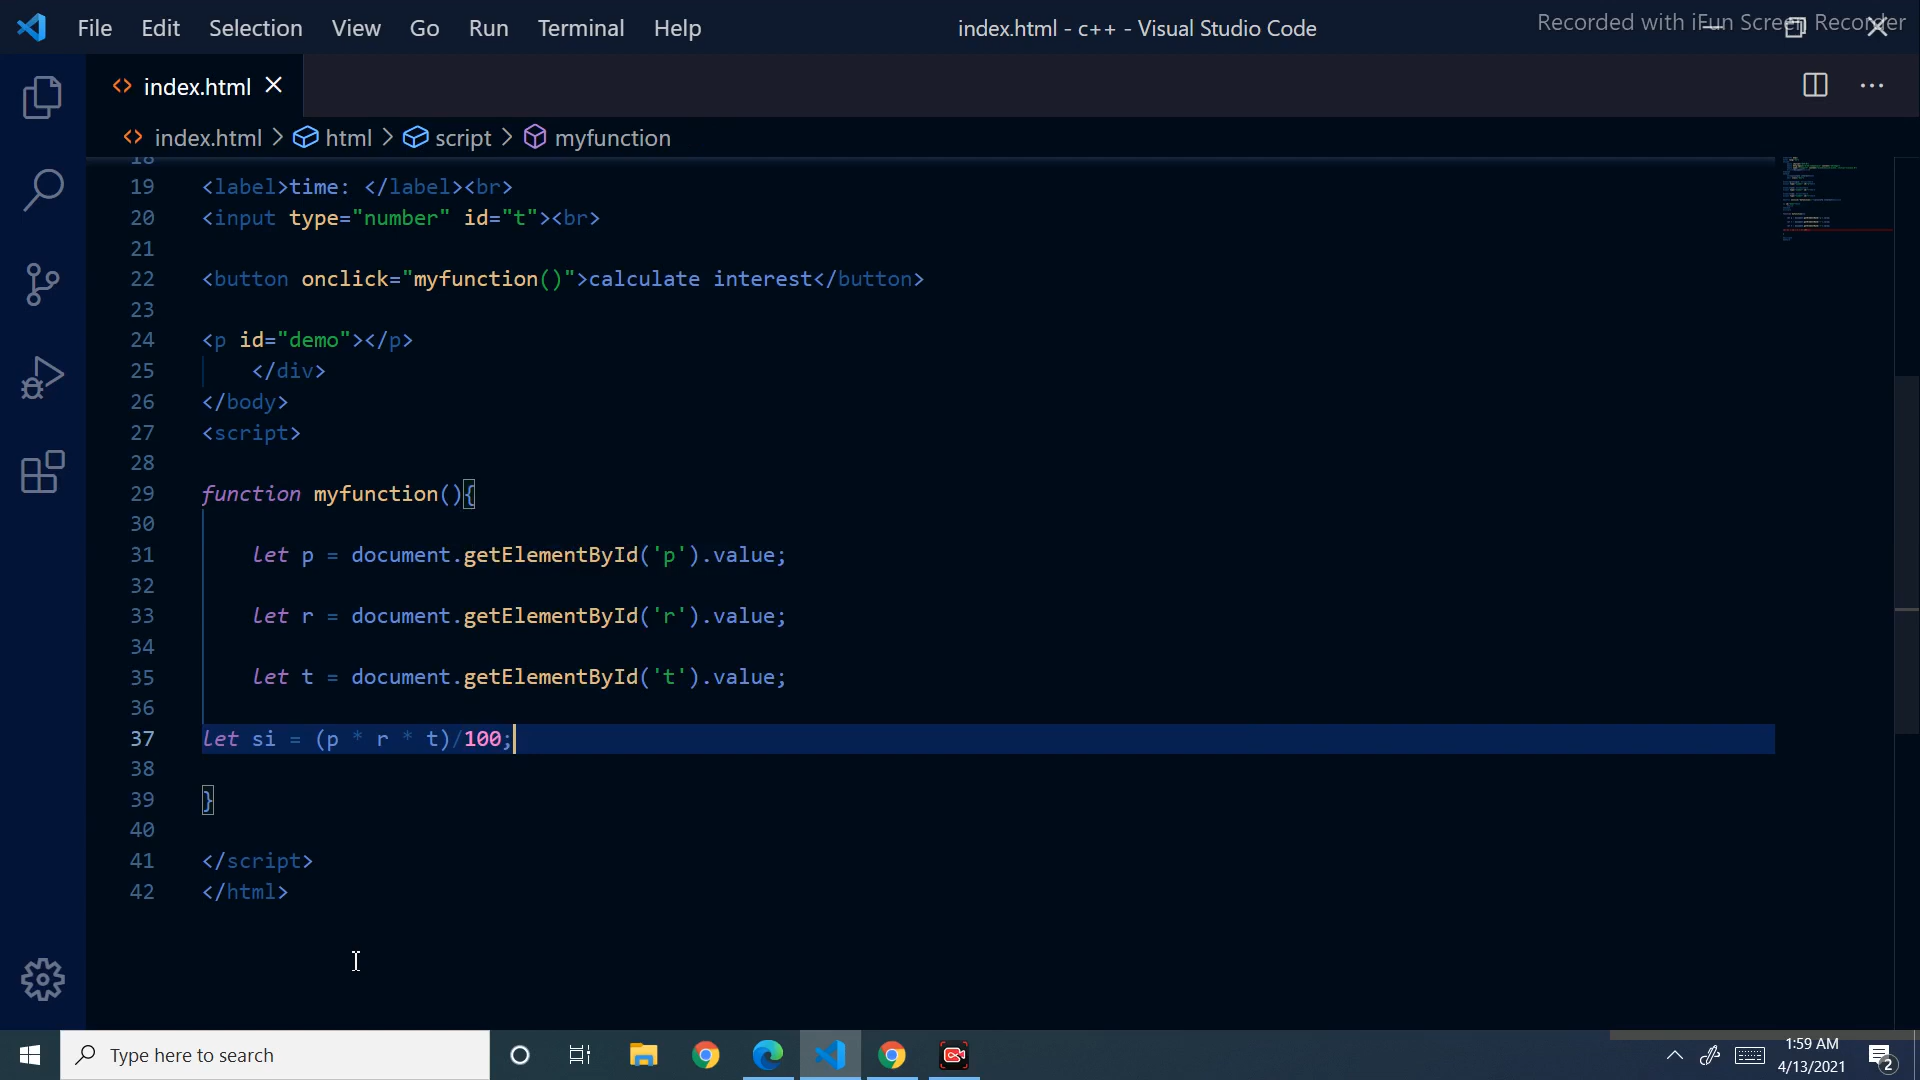 File Edit Selection View Go Run Terminal Help
index.html - c++ - Visual Studio Code
Recorded with iFun Screen Recorder
index.html
index.html > html > script > myfunction
18
19 <label>time: </label><br>
20 <input type="number" id="t"><br>
21
22 <button onclick="myfunction()">calculate interest</button>
23
24 <p id="demo"></p>
25 </div>
26 </body>
27 <script>
28
29 function myfunction(){
30
31 let p = document.getElementById('p').value;
32
33 let r = document.getElementById('r').value;
34
35 let t = document.getElementById('t').value;
36
37 let si = (p * r * t)/100;
38
39 }
40
41 </script>
42 </html>
Type here to search
1:59 AM
4/13/2021
2